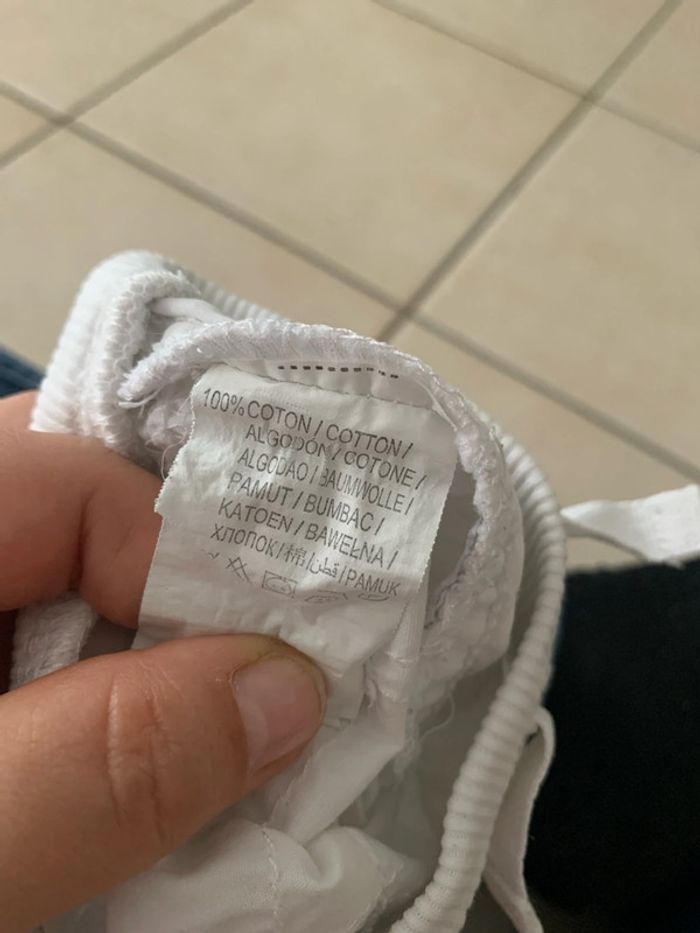 100% COTON / COTTON /
ALGODÓN / COTONE /
ALGODAO / BAUMWOLLE /
PAMUT / BUMBAC /
KATOEN / BAWEŁNA /
ХЛОПОК / 棉 / قطن / PAMUK